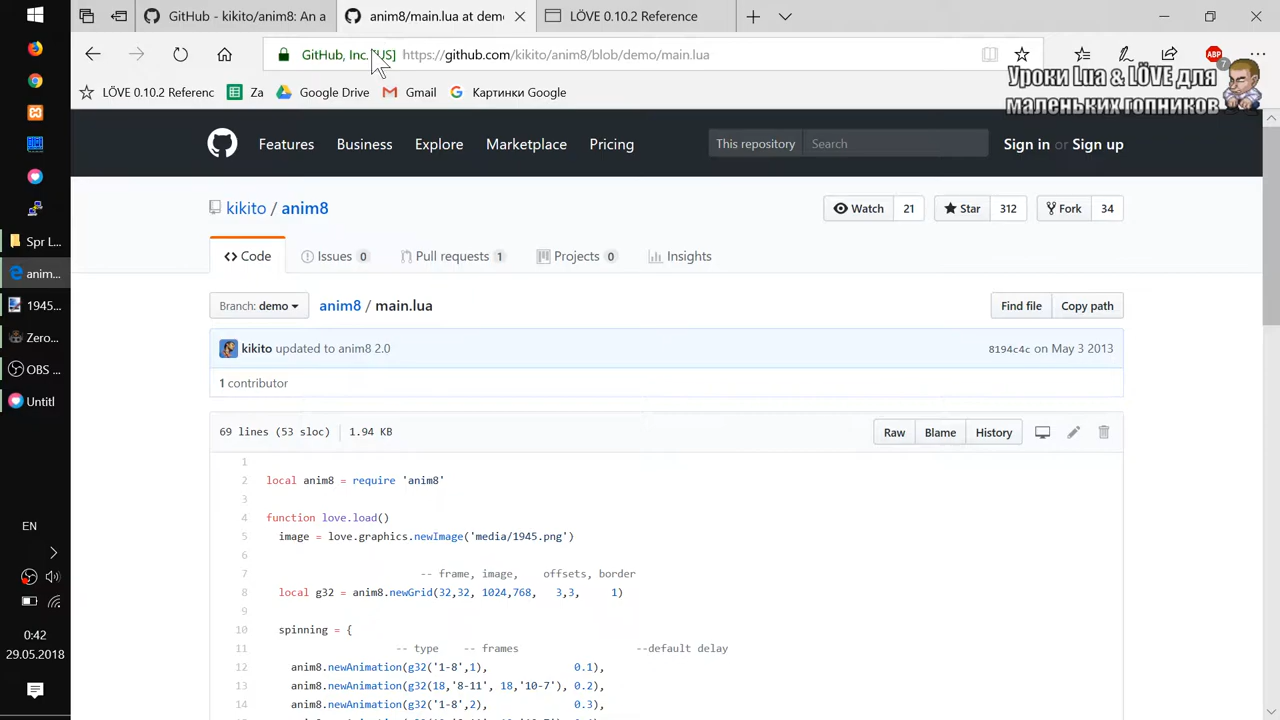 GitHub - kikito/anim8: An a
anim8/main.lua at demo
LÖVE 0.10.2 Reference
GitHub, Inc. [US] https://github.com/kikito/anim8/blob/demo/main.lua
ABP
7
LÖVE 0.10.2 Referenc
Za
Google Drive
Gmail
Картинки Google
Уроки Lua & LÖVE для
маленьких гопников
Features
Business
Explore
Marketplace
Pricing
This repository
Search
Sign in or Sign up
kikito / anim8
Watch 21
Star 312
Fork 34
Code
Issues 0
Pull requests 1
Projects 0
Insights
Branch: demo
anim8 / main.lua
Find file
Copy path
kikito updated to anim8 2.0
8194c4c on May 3 2013
1 contributor
69 lines (53 sloc) 1.94 KB
Raw
Blame
History
1
2 local anim8 = require 'anim8'
3
4 function love.load()
5 image = love.graphics.newImage('media/1945.png')
6
7 -- frame, image, offsets, border
8 local g32 = anim8.newGrid(32,32, 1024,768, 3,3, 1)
9
10 spinning = {
11 -- type -- frames --default delay
12 anim8.newAnimation(g32('1-8',1), 0.1),
13 anim8.newAnimation(g32(18,'8-11', 18,'10-7'), 0.2),
14 anim8.newAnimation(g32('1-8',2), 0.3),
Spr L...
anim...
1945...
Zero...
OBS ...
Untitl
EN
0:42
29.05.2018